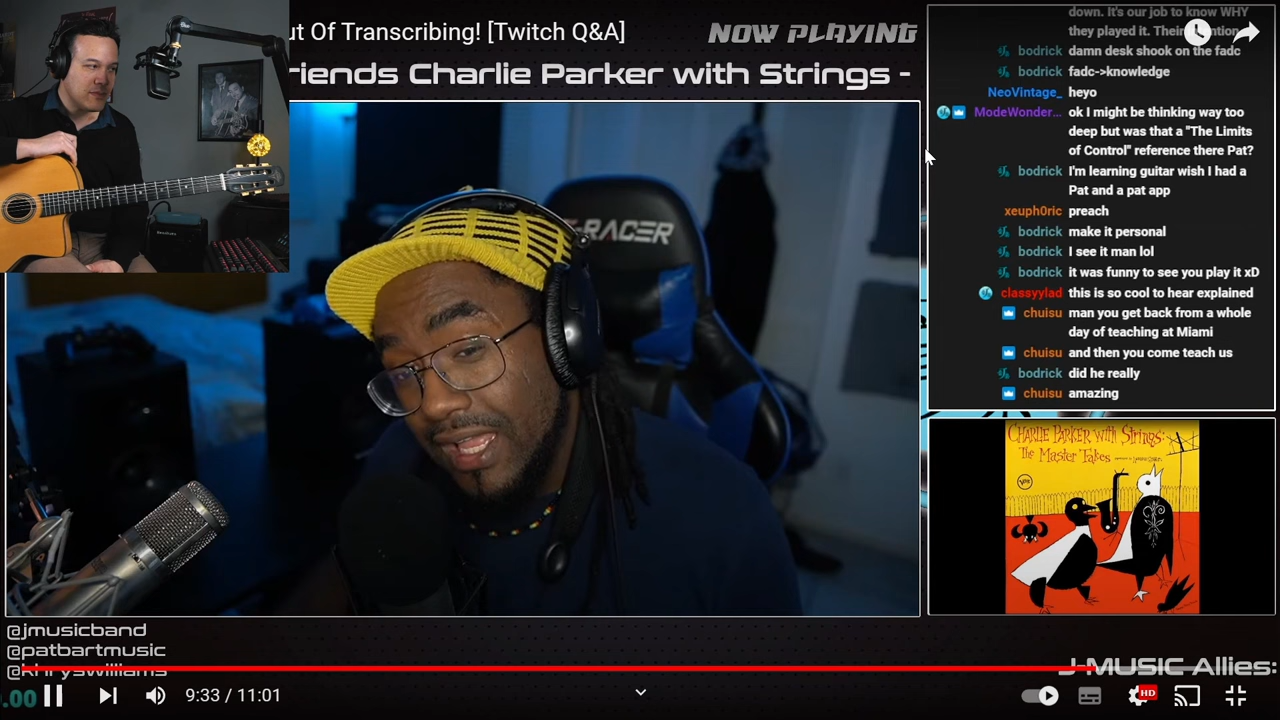 ut Of Transcribing! [Twitch Q&A]
NOW PLAYING
riends Charlie Parker with Strings -
-RACER
down. It's our job to know WHY
they played it.
bodrick damn desk shook on the fadc
bodrick fadc->knowledge
NeoVintage_ heyo
ModeWonder... ok I might be thinking way too
deep but was that a "The Limits
of Control" reference there Pat?
bodrick I'm learning guitar wish I had a
Pat and a pat app
xeuph0ric preach
bodrick make it personal
bodrick I see it man lol
bodrick it was funny to see you play it xD
classyylad this is so cool to hear explained
chuisu man you get back from a whole
day of teaching at Miami
chuisu and then you come teach us
bodrick did he really
chuisu amazing
CHARLIE PARKER WITH STRINGS:
The Master Takes
@jmusicband
@patbartmusic
@khryswilliams
J-MUSIC Allies:
.00
9:33 / 11:01
HD